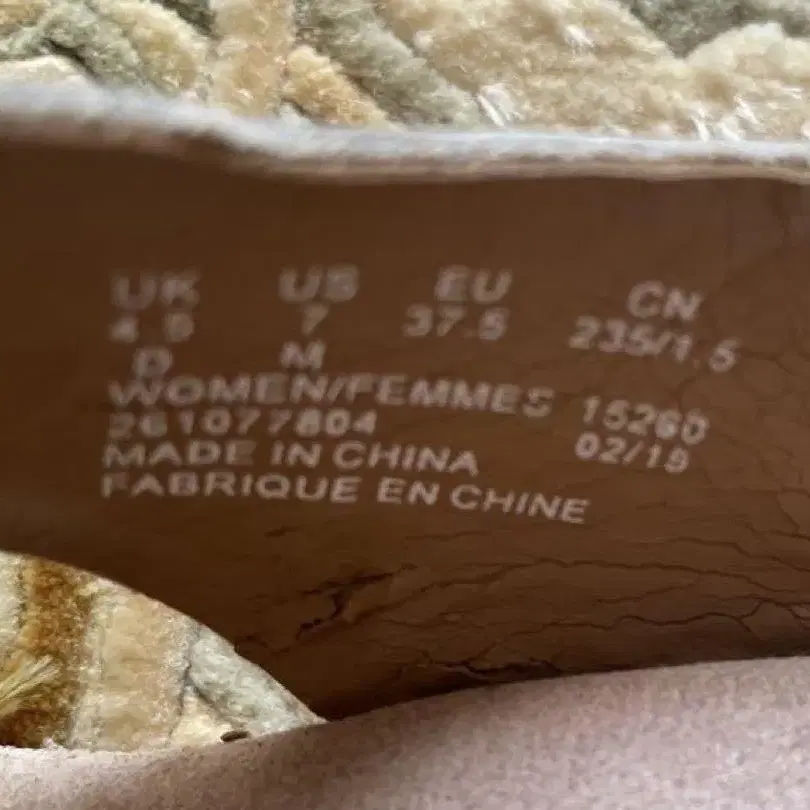 UK US EU CN
4.5 7 37.5 235/1.5
D M
WOMEN/FEMMES 15260
261077804 02/19
MADE IN CHINA
FABRIQUE EN CHINE